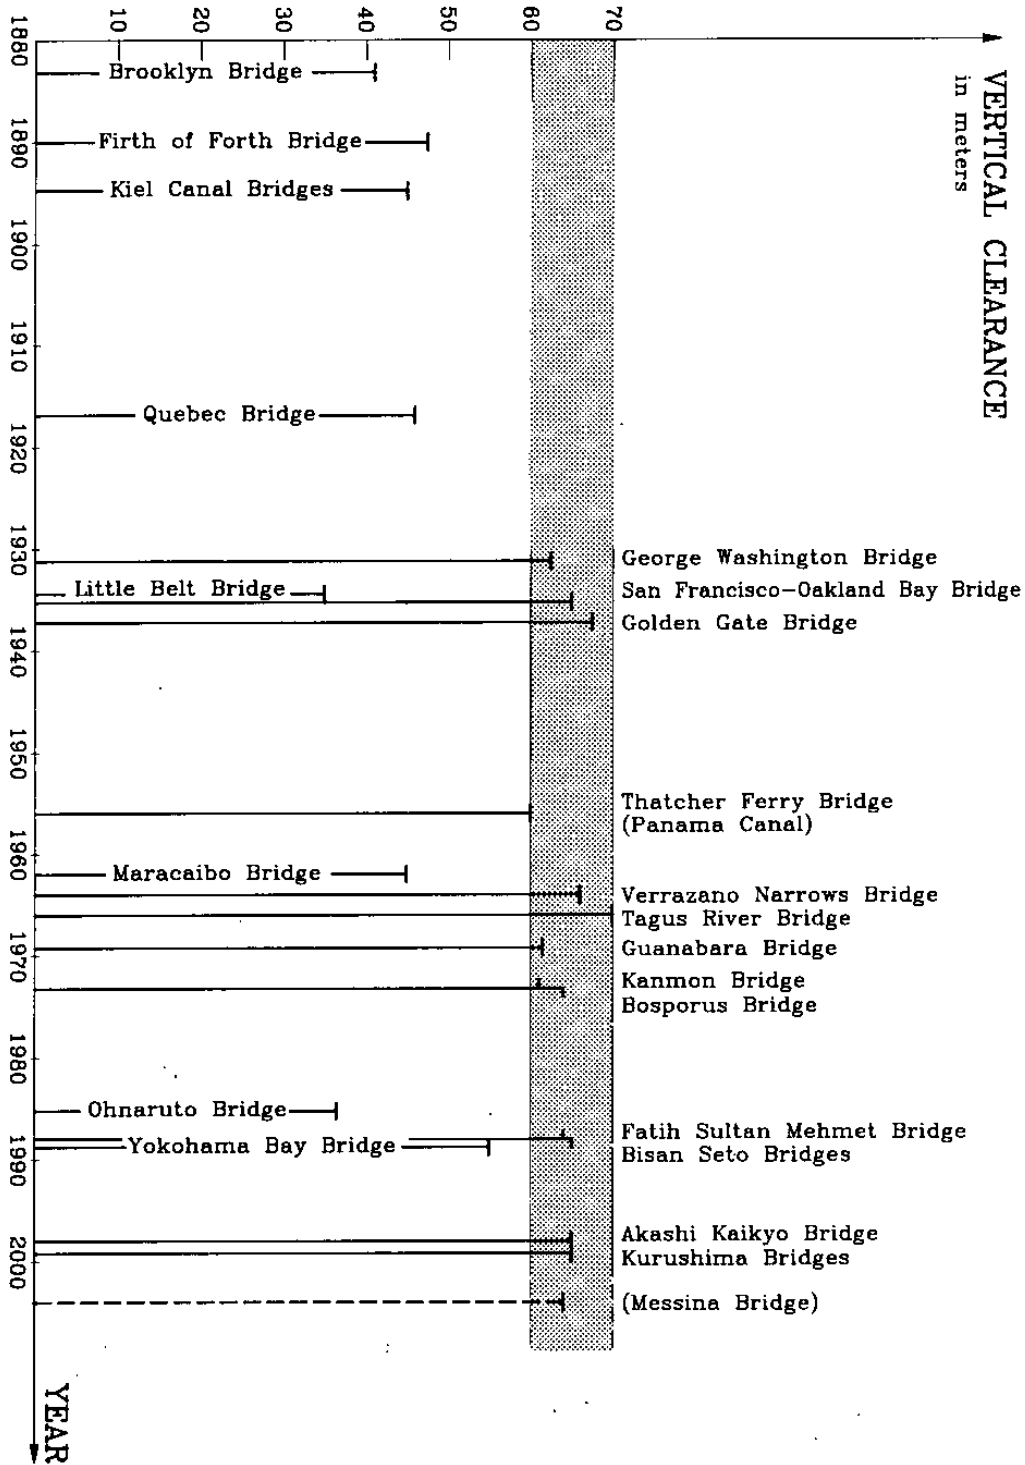 VERTICAL CLEARANCE
in meters
10
20
30
40
50
60
70
1880
1890
1900
1910
1920
1930
1940
1950
1960
1970
1980
1990
2000
YEAR
Brooklyn Bridge
Firth of Forth Bridge
Kiel Canal Bridges
Quebec Bridge
George Washington Bridge
Little Belt Bridge
San Francisco-Oakland Bay Bridge
Golden Gate Bridge
Thatcher Ferry Bridge
(Panama Canal)
Maracaibo Bridge
Verrazano Narrows Bridge
Tagus River Bridge
Guanabara Bridge
Kanmon Bridge
Bosporus Bridge
Ohnaruto Bridge
Fatih Sultan Mehmet Bridge
Yokohama Bay Bridge
Bisan Seto Bridges
Akashi Kaikyo Bridge
Kurushima Bridges
(Messina Bridge)